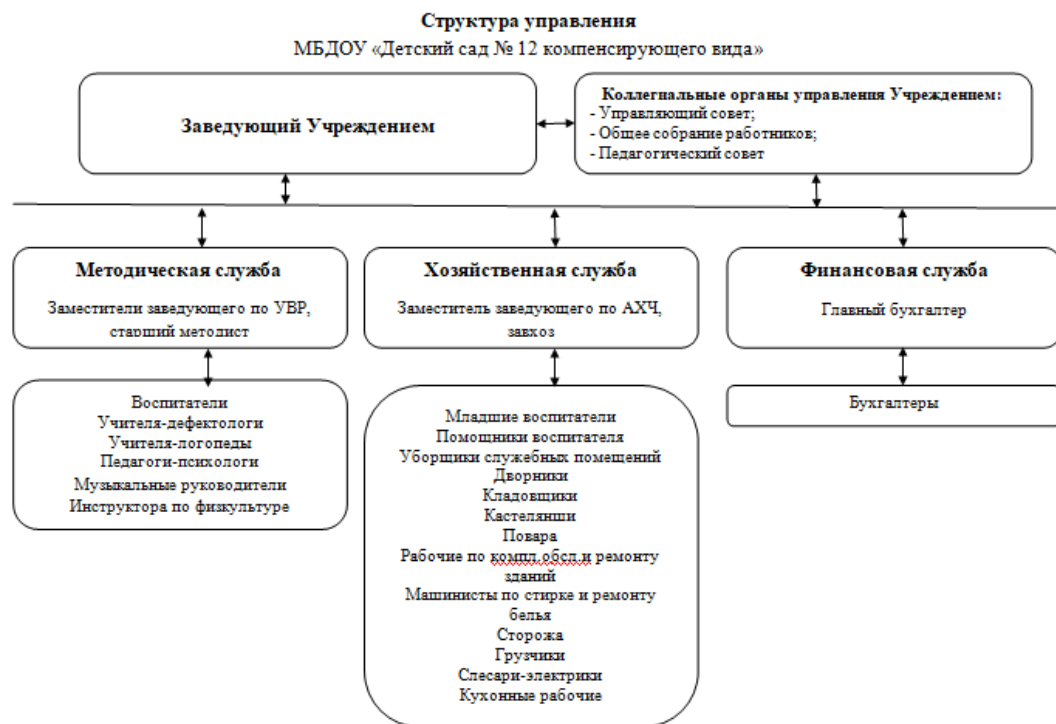 Структура управления
МБДОУ «Детский сад № 12 компенсирующего вида»
Заведующий Учреждением
Коллегиальные органы управления Учреждением:
- Управляющий совет;
- Общее собрание работников;
- Педагогический совет
Методическая служба
Заместители заведующего по УВР,
старший методист
Хозяйственная служба
Заместитель заведующего по АХЧ,
завхоз
Финансовая служба
Главный бухгалтер
Воспитатели
Учителя-дефектологи
Учителя-логопеды
Педагоги-психологи
Музыкальные руководители
Инструктора по физкультуре
Младшие воспитатели
Помощники воспитателя
Уборщики служебных помещений
Дворники
Кладовщики
Кастелянши
Повара
Рабочие по компл.обсл.и ремонту
зданий
Машинисты по стирке и ремонту
белья
Сторожа
Грузчики
Слесари-электрики
Кухонные рабочие
Бухгалтеры